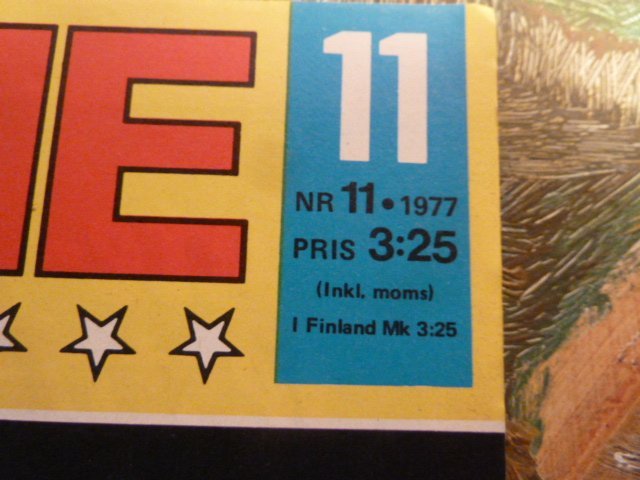 E
11
NR 11 • 1977
PRIS 3:25
(Inkl. moms)
I Finland Mk 3:25